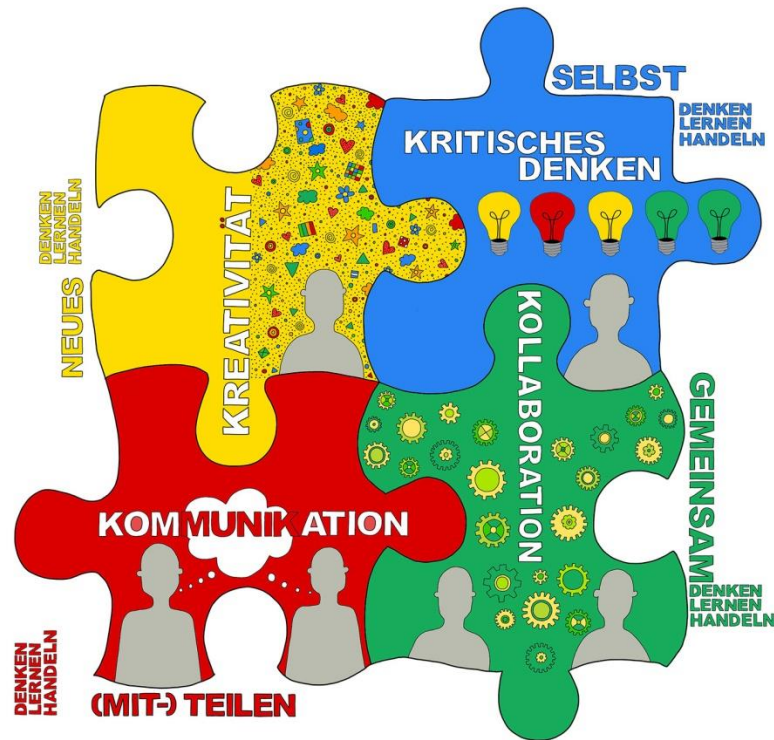 SELBST
DENKEN
LERNEN
HANDELN
KRITISCHES
DENKEN
NEUES
DENKEN
LERNEN
HANDELN
KREATIVITÄT
KOLLABORATION
GEMEINSAM
DENKEN
LERNEN
HANDELN
KOMMUNIKATION
DENKEN
LERNEN
HANDELN
(MIT-) TEILEN